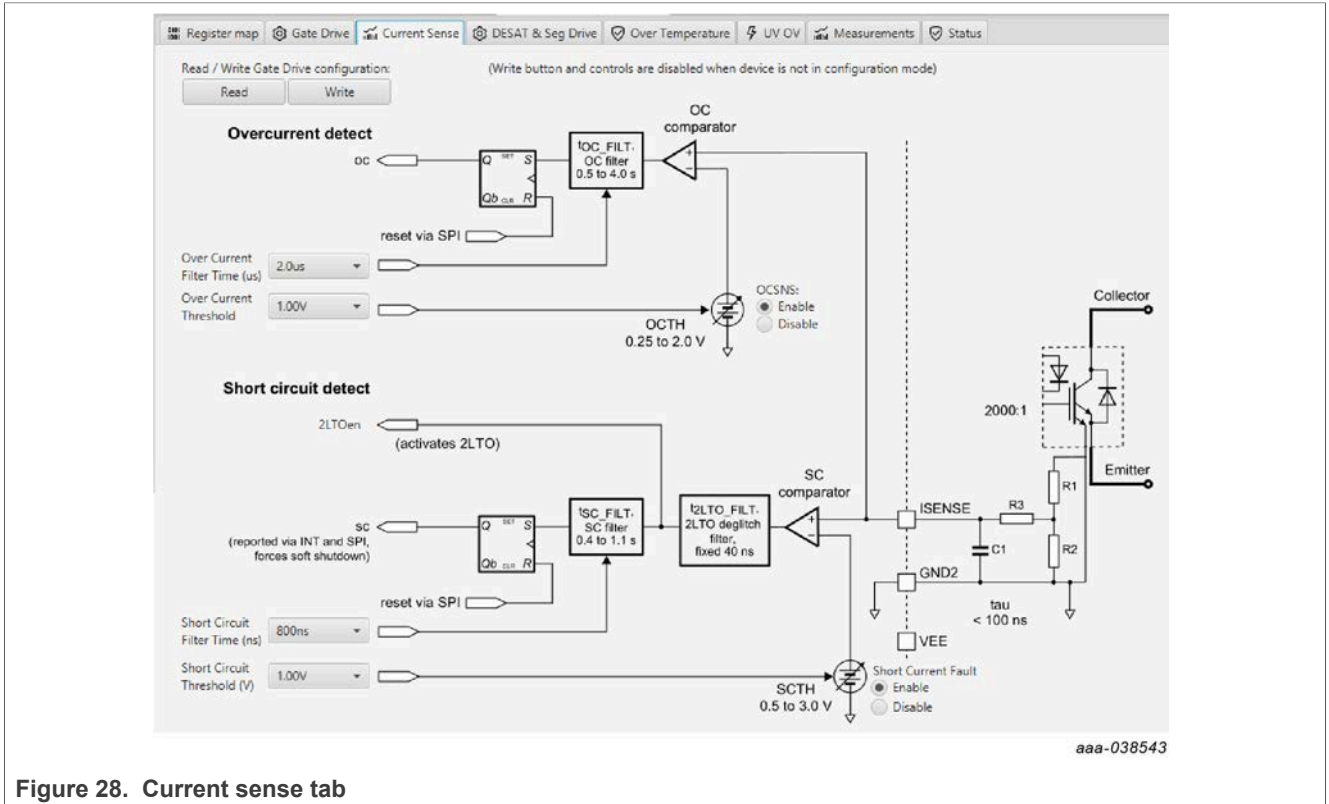 Register map Gate Drive Current Sense DESAT & Seg Drive Over Temperature UV OV Measurements Status
Read / Write Gate Drive configuration:
(Write button and controls are disabled when device is not in configuration mode)
Read Write
Overcurrent detect
OC
comparator
OC
Q SET S
Qb CLR R
tOC_FILT,
OC filter
0.5 to 4.0 s
+
−
reset via SPI
Over Current
Filter Time (us)
2.0us
Over Current
Threshold
1.00V
OCTH
0.25 to 2.0 V
OCSNS:
Enable
Disable
Collector
2000:1
Emitter
R1
R2
R3
C1
ISENSE
GND2
VEE
tau
< 100 ns
Short circuit detect
2LTOen
(activates 2LTO)
SC
comparator
+
−
t2LTO_FILT,
2LTO deglitch
filter,
fixed 40 ns
tSC_FILT,
SC filter
0.4 to 1.1 s
Q SET S
Qb CLR R
SC
(reported via INT and SPI,
forces soft shutdown)
reset via SPI
Short Circuit
Filter Time (ns)
800ns
Short Circuit
Threshold (V)
1.00V
SCTH
0.5 to 3.0 V
Short Current Fault
Enable
Disable
aaa-038543
Figure 28. Current sense tab